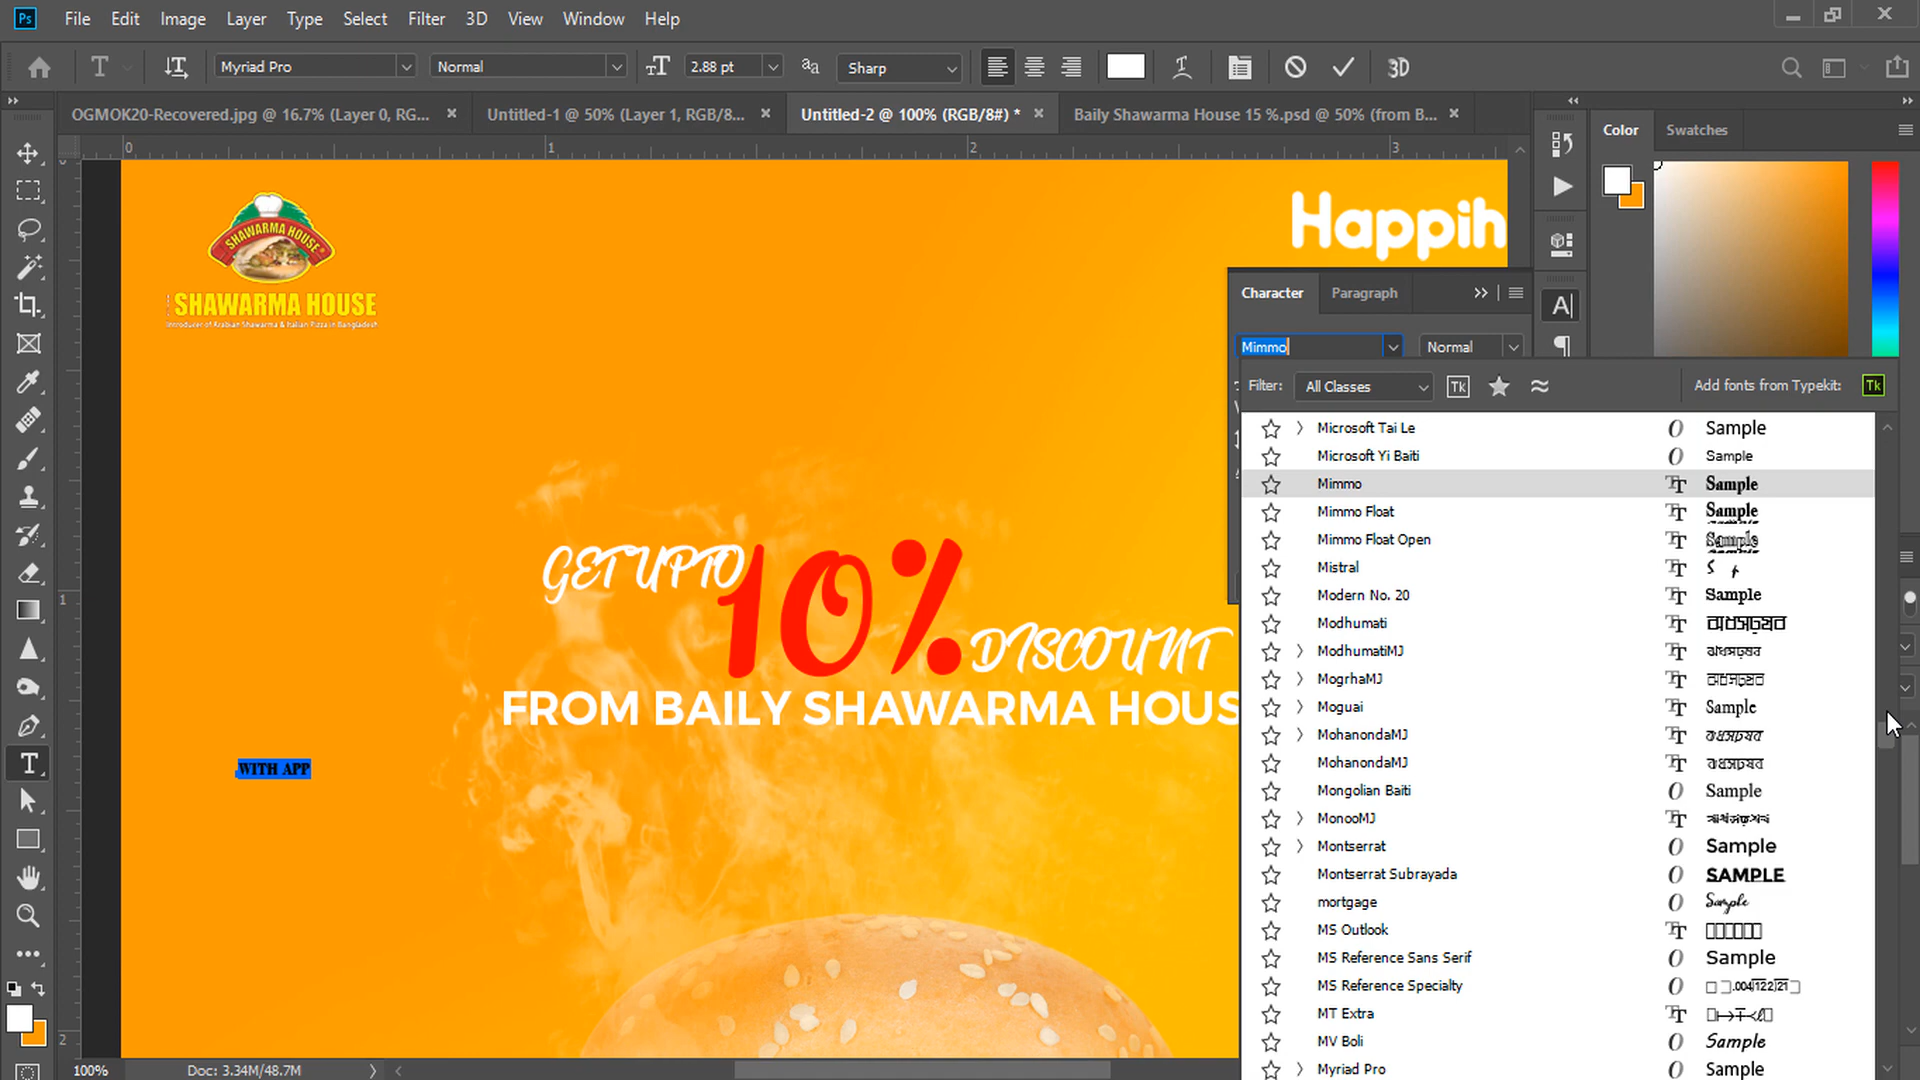 Ps File Edit Image Layer Type Select Filter 3D View Window Help
Myriad Pro Normal 2.88 pt Sharp 3D
OGMOK20-Recovered.jpg @ 16.7% (Layer 0, RG... Untitled-1 @ 50% (Layer 1, RGB/8... Untitled-2 @ 100% (RGB/8#) * Baily Shawarma House 15 %.psd @ 50% (from B...
0 1 2 3
Color Swatches
Happih
SHAWARMA HOUSE
SHAWARMA HOUSE
Introducer of Arabian Shawarma & Italian Pizza in Bangladesh
Character Paragraph
Mimmo Normal
Filter: All Classes Tk Add fonts from Typekit: Tk
Microsoft Tai Le Sample
Microsoft Yi Baiti Sample
Mimmo Sample
Mimmo Float Sample
Mimmo Float Open Sample
Mistral
Modern No. 20 Sample
Modhumati
ModhumatiMJ
MogrhaMJ
Moguai Sample
MohanondaMJ
MohanondaMJ
Mongolian Baiti Sample
MonooMJ
Montserrat Sample
Montserrat Subrayada SAMPLE
mortgage Sample
MS Outlook
MS Reference Sans Serif Sample
MS Reference Specialty
MT Extra
MV Boli Sample
Myriad Pro Sample
GET UPTO
10%
DISCOUNT
FROM BAILY SHAWARMA HOUS
WITH APP
1
2
100% Doc: 3.34M/48.7M